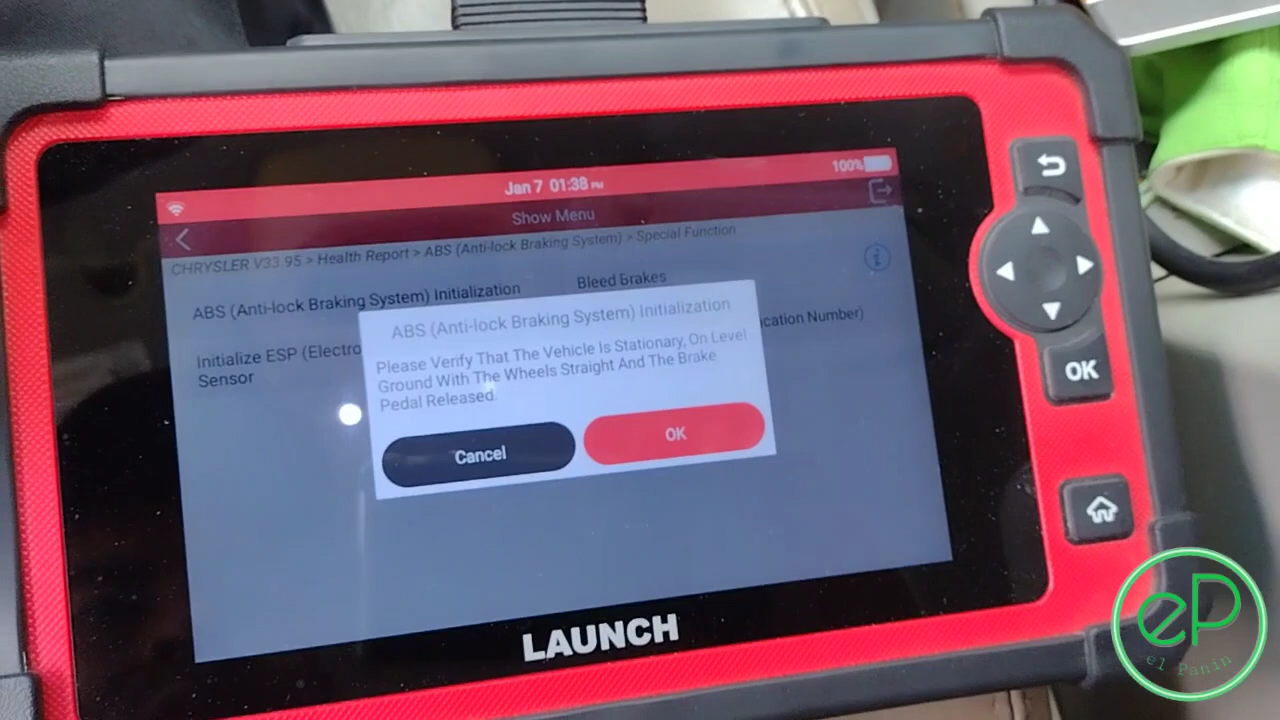 100%
Jan 7 01:38 PM
Show Menu
CHRYSLER V33 95 > Health Report > ABS (Anti-lock Braking System) > Special Function
ABS (Anti-lock Braking System) Initialization
Bleed Brakes
Initialize ESP
Sensor
Number)
ABS (Anti-lock Braking System) Initialization
Please Verify That The Vehicle Is Stationary, On Level
Ground With The Wheels Straight And The Brake
Pedal Released.
Cancel
OK
OK
LAUNCH
eP
el Panin